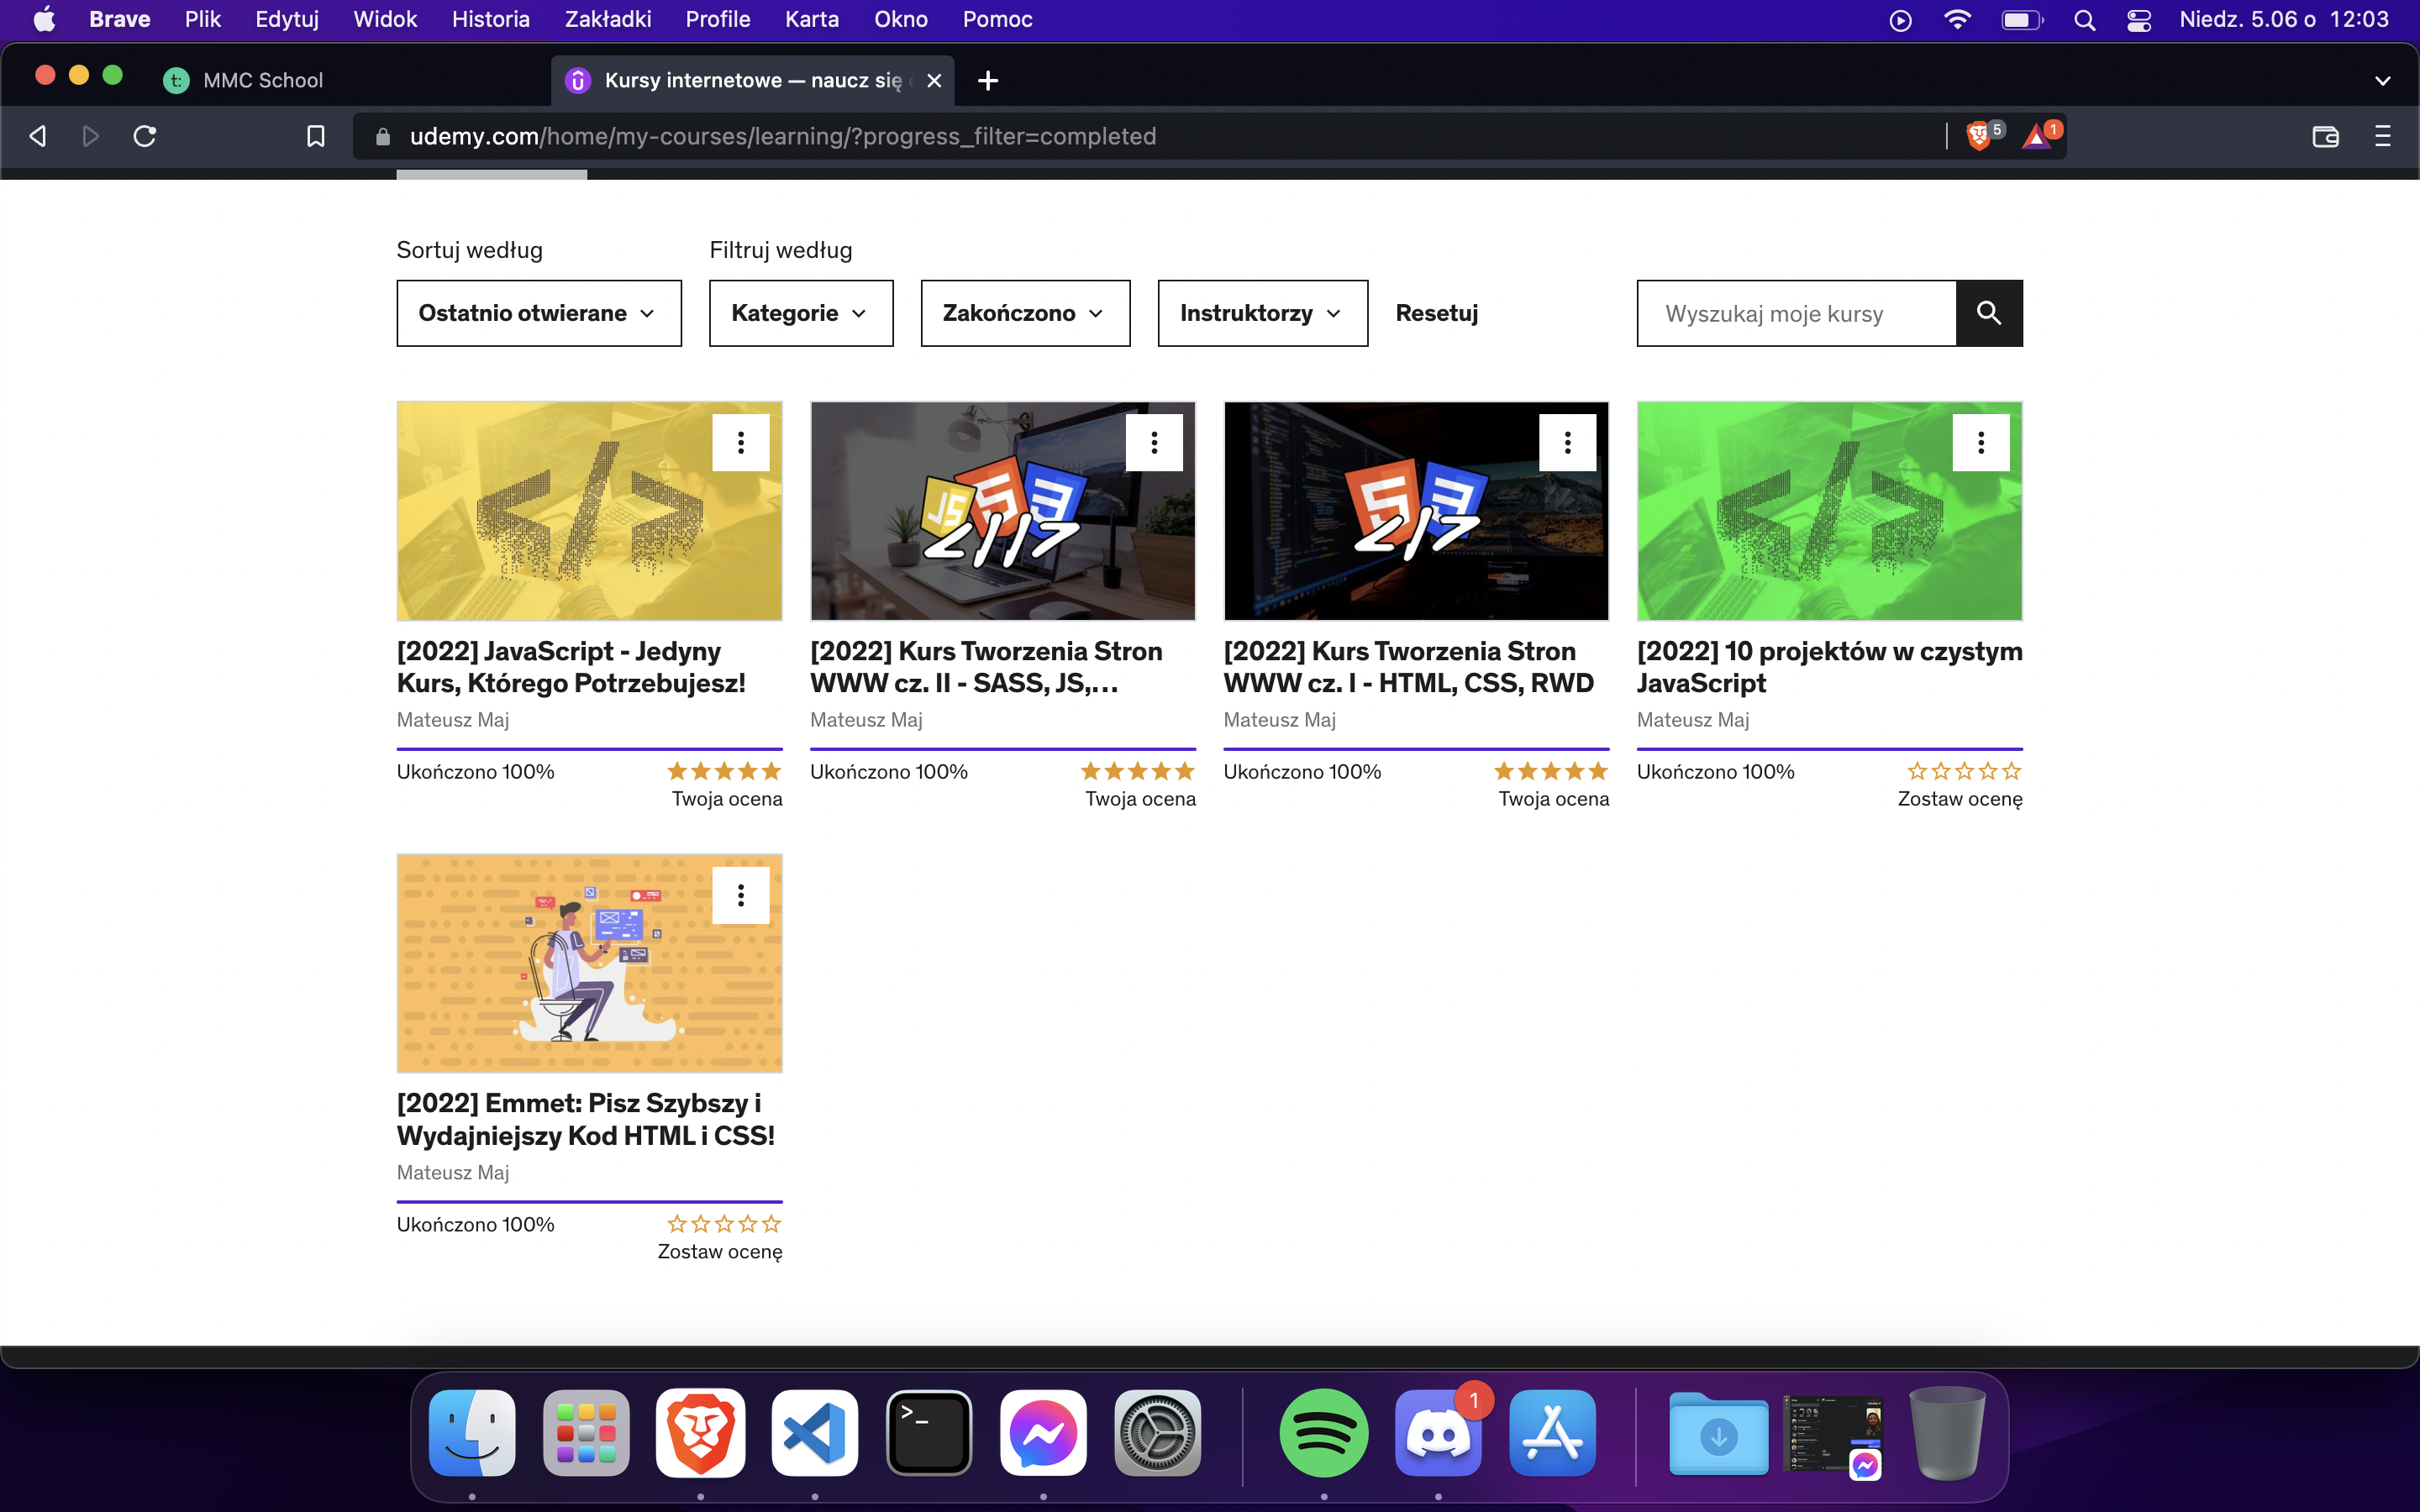 Brave Plik Edytuj Widok Historia Zakładki Profile Karta Okno Pomoc Niedz. 5.06 o 12:03
t: MMC School Kursy internetowe — naucz się
udemy.com/home/my-courses/learning/?progress_filter=completed 5 1
Sortuj według Filtruj według
Ostatnio otwierane Kategorie Zakończono Instruktorzy Resetuj Wyszukaj moje kursy
[2022] JavaScript - Jedyny
Kurs, Którego Potrzebujesz!
Mateusz Maj
Ukończono 100%
Twoja ocena
JS 5 3
[2022] Kurs Tworzenia Stron
WWW cz. II - SASS, JS,...
Mateusz Maj
Ukończono 100%
Twoja ocena
5 3
[2022] Kurs Tworzenia Stron
WWW cz. I - HTML, CSS, RWD
Mateusz Maj
Ukończono 100%
Twoja ocena
[2022] 10 projektów w czystym
JavaScript
Mateusz Maj
Ukończono 100%
Zostaw ocenę
[2022] Emmet: Pisz Szybszy i
Wydajniejszy Kod HTML i CSS!
Mateusz Maj
Ukończono 100%
Zostaw ocenę
1